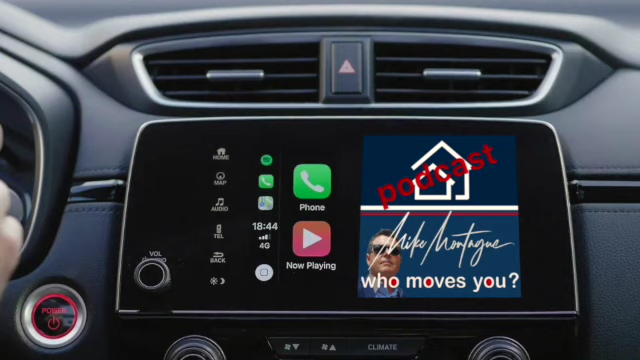 HOME
MAP
AUDIO
TEL
BACK
VOL
POWER
18:44
4G
Phone
Now Playing
podcast
Mike Montague
who moves you?
CLIMATE